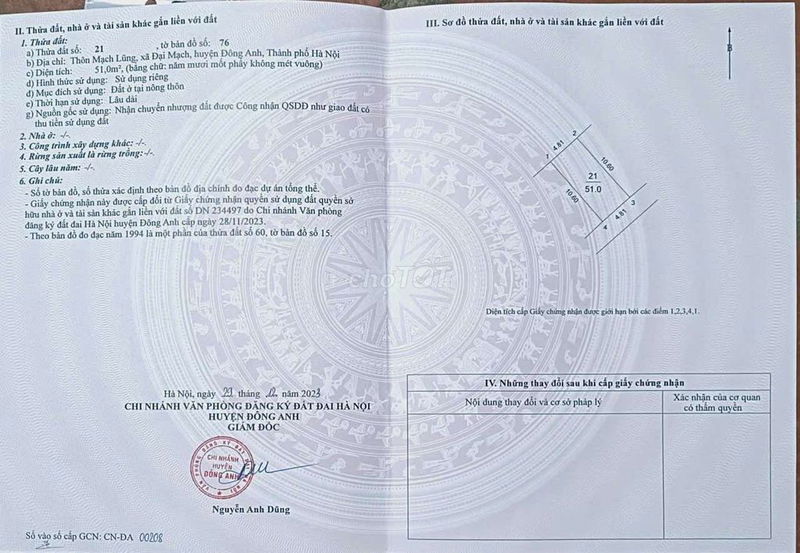 II. Thửa đất, nhà ở và tài sản khác gắn liền với đất
1. Thửa đất:
a) Thửa đất số: 21 , tờ bản đồ số: 76
b) Địa chỉ: Thôn Mạch Lũng, xã Đại Mạch, huyện Đông Anh, Thành phố Hà Nội
c) Diện tích: 51,0m², (bằng chữ: năm mươi mốt phẩy không mét vuông)
d) Hình thức sử dụng: Sử dụng riêng
đ) Mục đích sử dụng: Đất ở tại nông thôn
e) Thời hạn sử dụng: Lâu dài
g) Nguồn gốc sử dụng: Nhận chuyển nhượng đất được Công nhận QSDĐ như giao đất có
thu tiền sử dụng đất
2. Nhà ở: -/-
3. Công trình xây dựng khác: -/-
4. Rừng sản xuất là rừng trồng:-/-
5. Cây lâu năm: -/-
6. Ghi chú:
- Số tờ bản đồ, số thửa xác định theo bản đồ địa chính đo đạc dự án tổng thể.
- Giấy chứng nhận này được cấp đổi từ Giấy chứng nhận quyền sử dụng đất quyền sở
hữu nhà ở và tài sản khác gắn liền với đất số DN 234497 do Chi Nhánh Văn phòng
đăng ký đất đai Hà Nội huyện Đông Anh cấp ngày 28/11/2023.
- Theo bản đồ đo đạc năm 1994 là một phần của thửa đất số 60, tờ bản đồ số 15.
Hà Nội, ngày 29 tháng 12 năm 2023
CHI NHÁNH VĂN PHÒNG ĐĂNG KÝ ĐẤT ĐAI HÀ NỘI
HUYỆN ĐÔNG ANH
GIÁM ĐỐC
CHI NHÁNH
HUYỆN
ĐÔNG ANH
Nguyễn Anh Dũng
Số vào sổ cấp GCN: CN-ĐA 00208
III. Sơ đồ thửa đất, nhà ở và tài sản khác gắn liền với đất
B
1
4.81
2
10.60
21
51.0
10.60
3
4.81
4
Diện tích cấp Giấy chứng nhận được giới hạn bởi các điểm 1,2,3,4,1.
IV. Những thay đổi sau khi cấp giấy chứng nhận
Nội dung thay đổi và cơ sở pháp lý
Xác nhận của cơ quan
có thẩm quyền
choTỐT